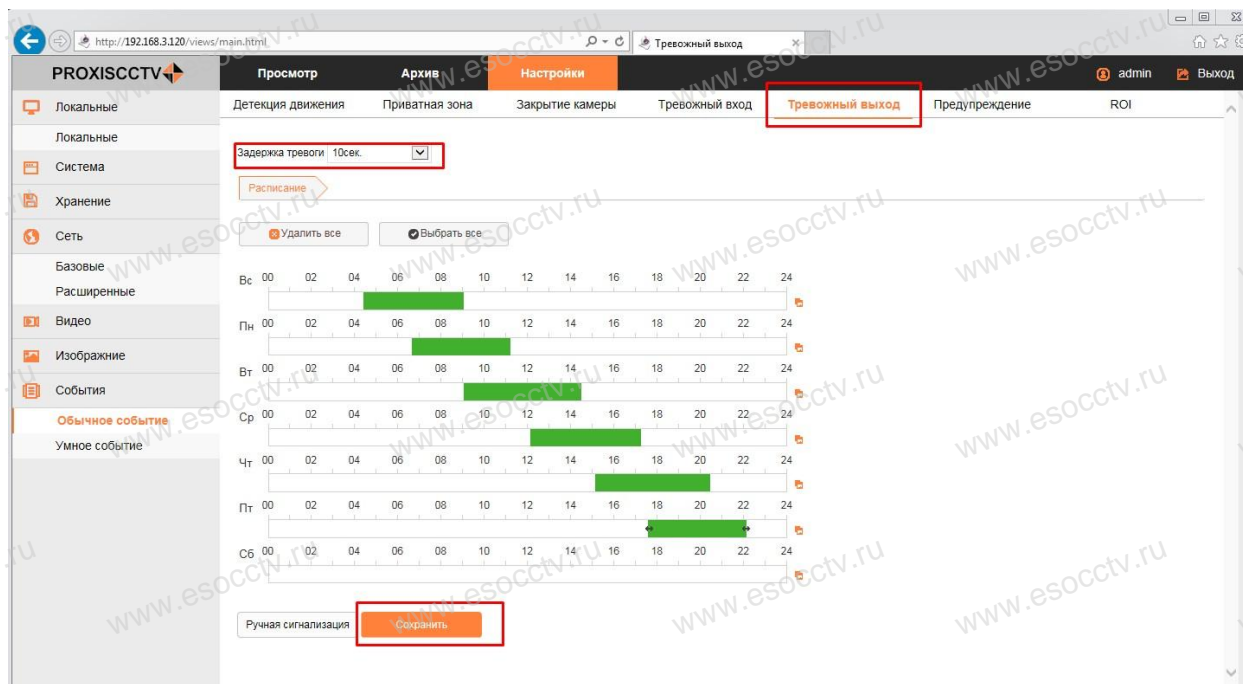 http://192.168.3.120/views/main.html
Тревожный выход
PROXISCCTV
Просмотр Архив Настройки admin Выход
Локальные
Локальные
Система
Хранение
Сеть
Базовые
Расширенные
Видео
Изображние
События
Обычное событие
Умное событие
Детекция движения Приватная зона Закрытие камеры Тревожный вход Тревожный выход Предупреждение ROI
Задержка тревоги 10сек.
Расписание
Удалить все Выбрать все
Вс 00 02 04 06 08 10 12 14 16 18 20 22 24
Пн 00 02 04 06 08 10 12 14 16 18 20 22 24
Вт 00 02 04 06 08 10 12 14 16 18 20 22 24
Ср 00 02 04 06 08 10 12 14 16 18 20 22 24
Чт 00 02 04 06 08 10 12 14 16 18 20 22 24
Пт 00 02 04 06 08 10 12 14 16 18 20 22 24
Сб 00 02 04 06 08 10 12 14 16 18 20 22 24
Ручная сигнализация Сохранить
www.esocctv.ru